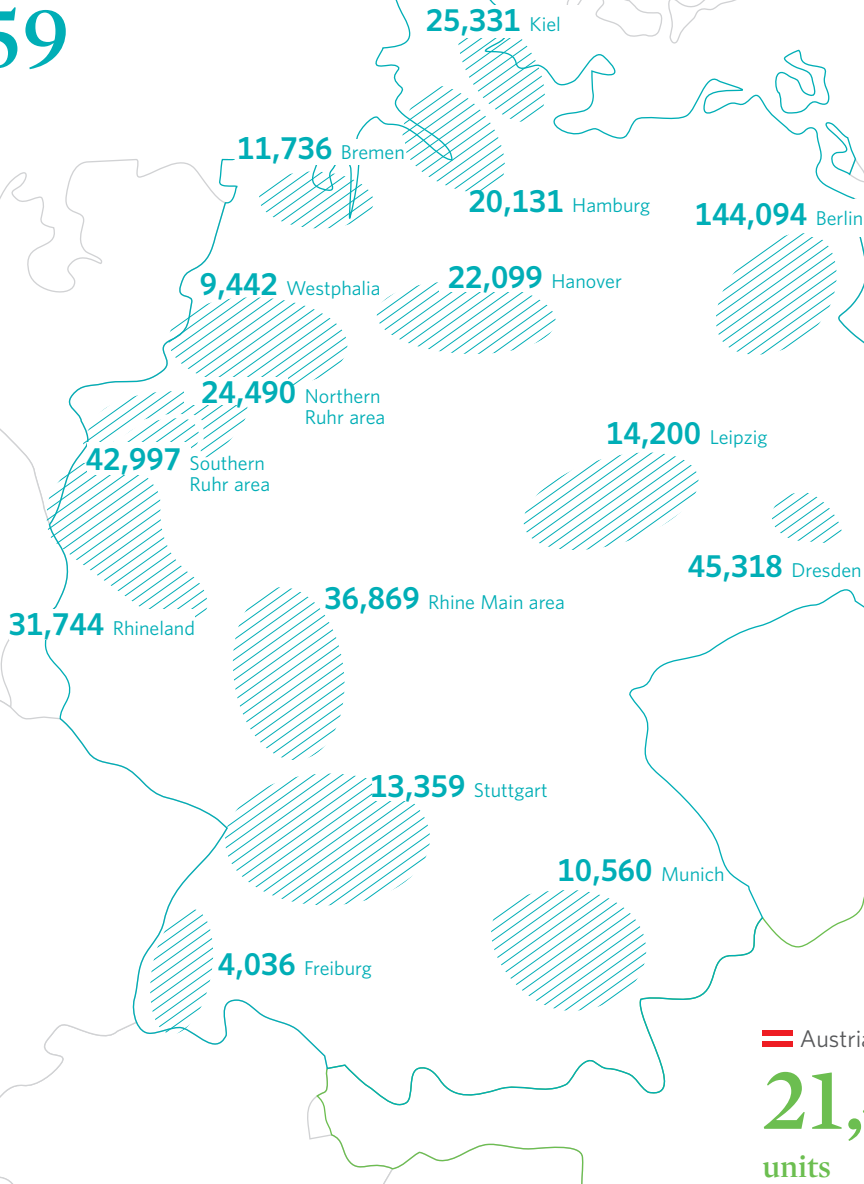 59
25,331 Kiel
11,736 Bremen
20,131 Hamburg
144,094 Berlin
9,442 Westphalia
22,099 Hanover
24,490 Northern
Ruhr area
14,200 Leipzig
42,997 Southern
Ruhr area
45,318 Dresden
36,869 Rhine Main area
31,744 Rhineland
13,359 Stuttgart
10,560 Munich
4,036 Freiburg
Austria
21,
units